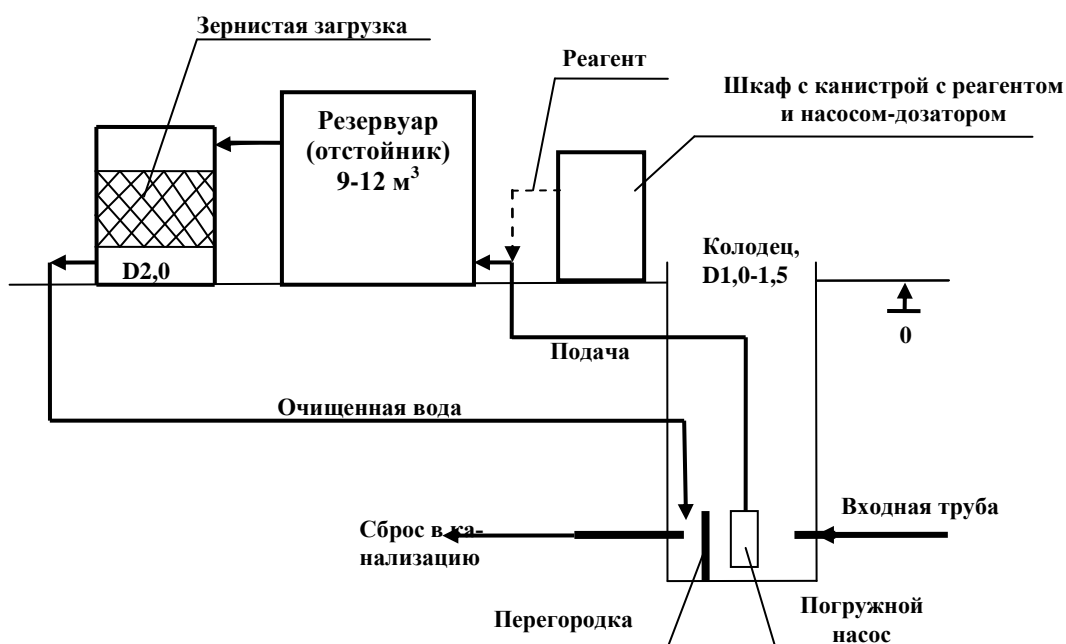 Зернистая загрузка
Реагент
Шкаф с канистрой с реагентом
и насосом-дозатором
Резервуар
(отстойник)
9-12 м³
Колодец,
D1,0-1,5
D2,0
0
Подача
Очищенная вода
Входная труба
Сброс в ка-
нализацию
Перегородка
Погружной
насос